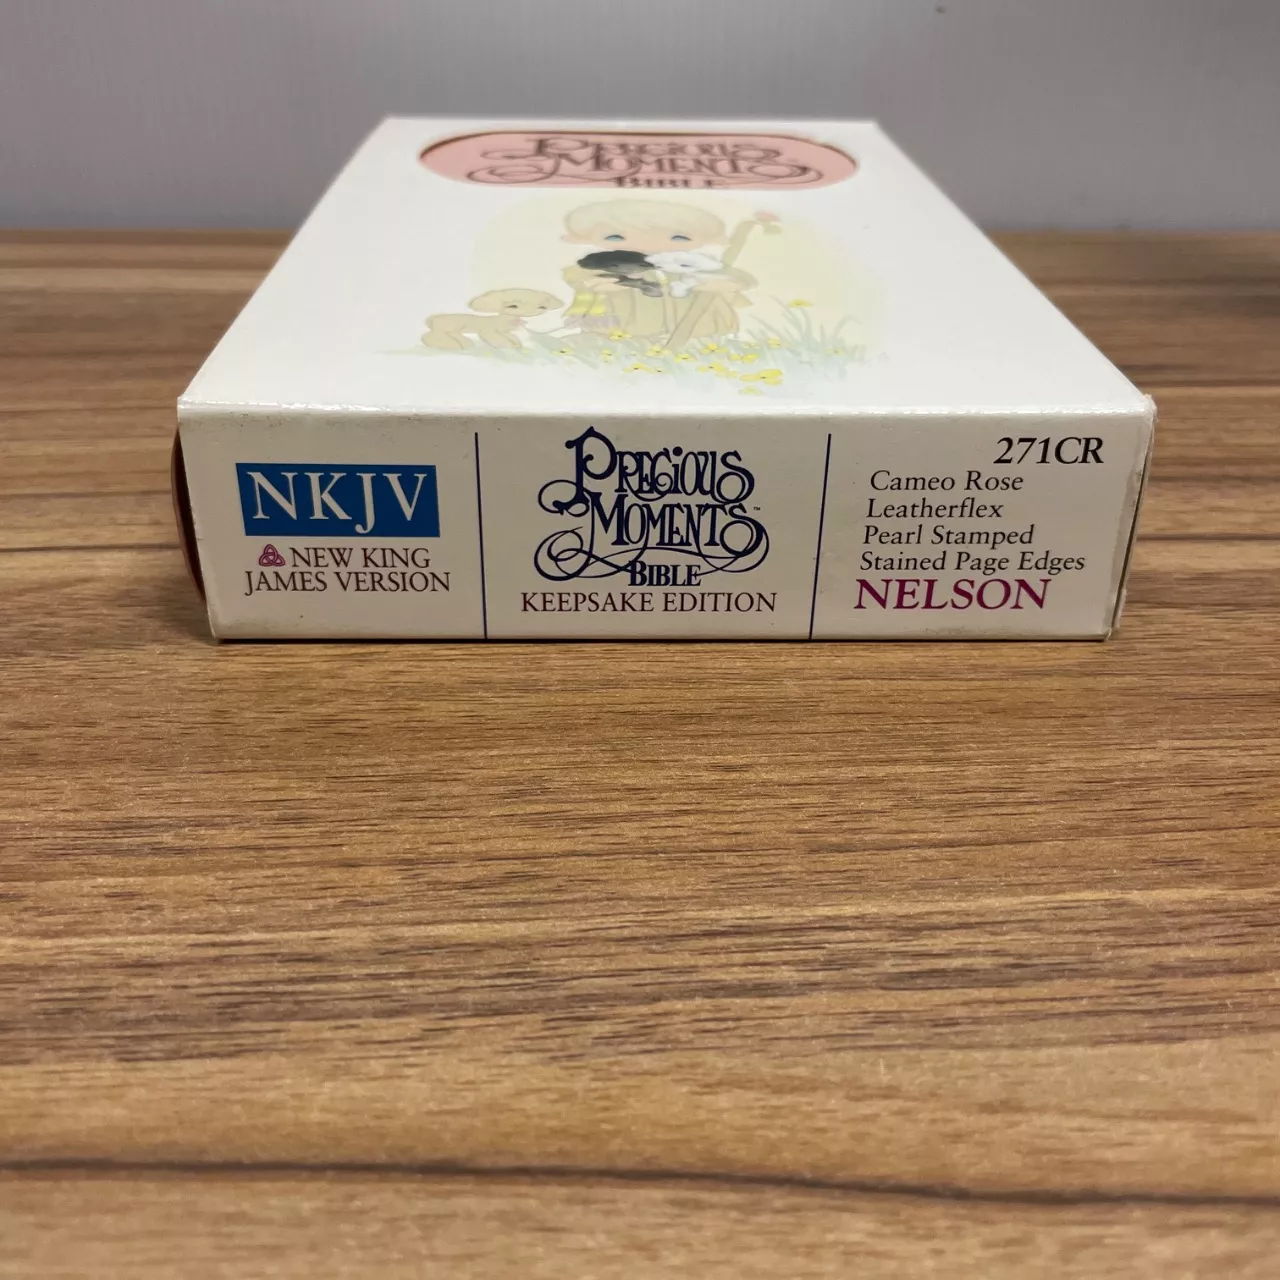 PRECIOUS
MOMENTS
BIBLE
NKJV
NEW KING
JAMES VERSION
PRECIOUS
MOMENTS™
BIBLE
KEEPSAKE EDITION
271CR
Cameo Rose
Leatherflex
Pearl Stamped
Stained Page Edges
NELSON